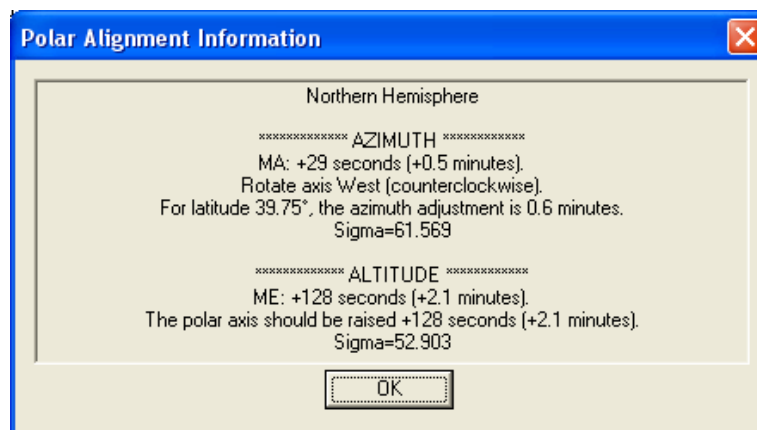 Polar Alignment Information
Northern Hemisphere
************* AZIMUTH ************
MA: +29 seconds (+0.5 minutes).
Rotate axis West (counterclockwise).
For latitude 39.75°, the azimuth adjustment is 0.6 minutes.
Sigma=61.569
************* ALTITUDE ************
ME: +128 seconds (+2.1 minutes).
The polar axis should be raised +128 seconds (+2.1 minutes).
Sigma=52.903
OK